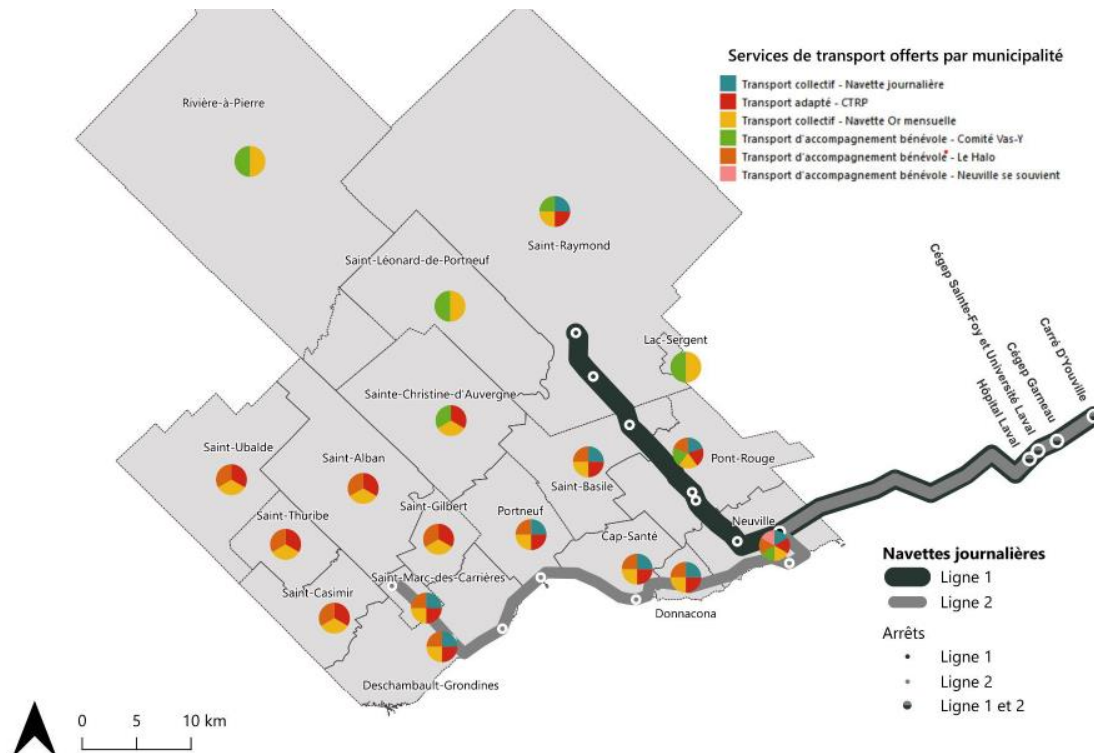 Services de transport offerts par municipalité
Transport collectif - Navette journalière
Transport adapté - CTRP
Transport collectif - Navette Or mensuelle
Transport d'accompagnement bénévole - Comité Vas-Y
Transport d'accompagnement bénévole* - Le Halo
Transport d'accompagnement bénévole - Neuville se souvient
Rivière-à-Pierre
Saint-Raymond
Saint-Léonard-de-Portneuf
Lac-Sergent
Sainte-Christine-d'Auvergne
Saint-Ubalde
Saint-Alban
Saint-Basile
Pont-Rouge
Saint-Thuribe
Saint-Gilbert
Portneuf
Neuville
Cap-Santé
Saint-Marc-des-Carrières
Saint-Casimir
Donnacona
Deschambault-Grondines
Hôpital Laval
Cégep Sainte-Foy et Université Laval
Cégep Garneau
Carré D'Youville
Navettes journalières
Ligne 1
Ligne 2
Arrêts
Ligne 1
Ligne 2
Ligne 1 et 2
0 5 10 km